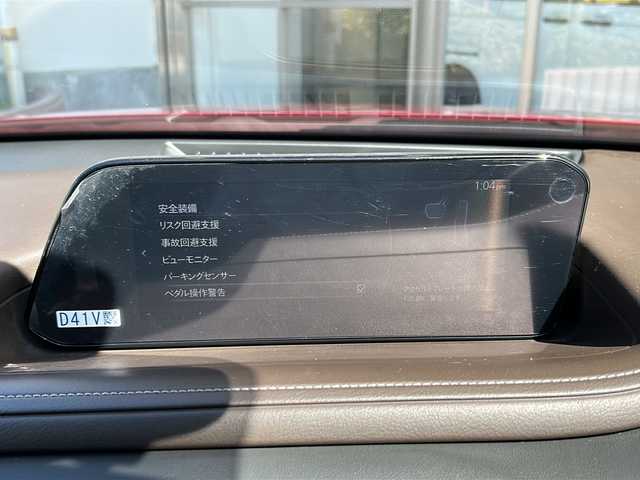 1:04
安全装備
リスク回避支援
事故回避支援
ビューモニター
パーキングセンサー
ペダル操作警告
D41V